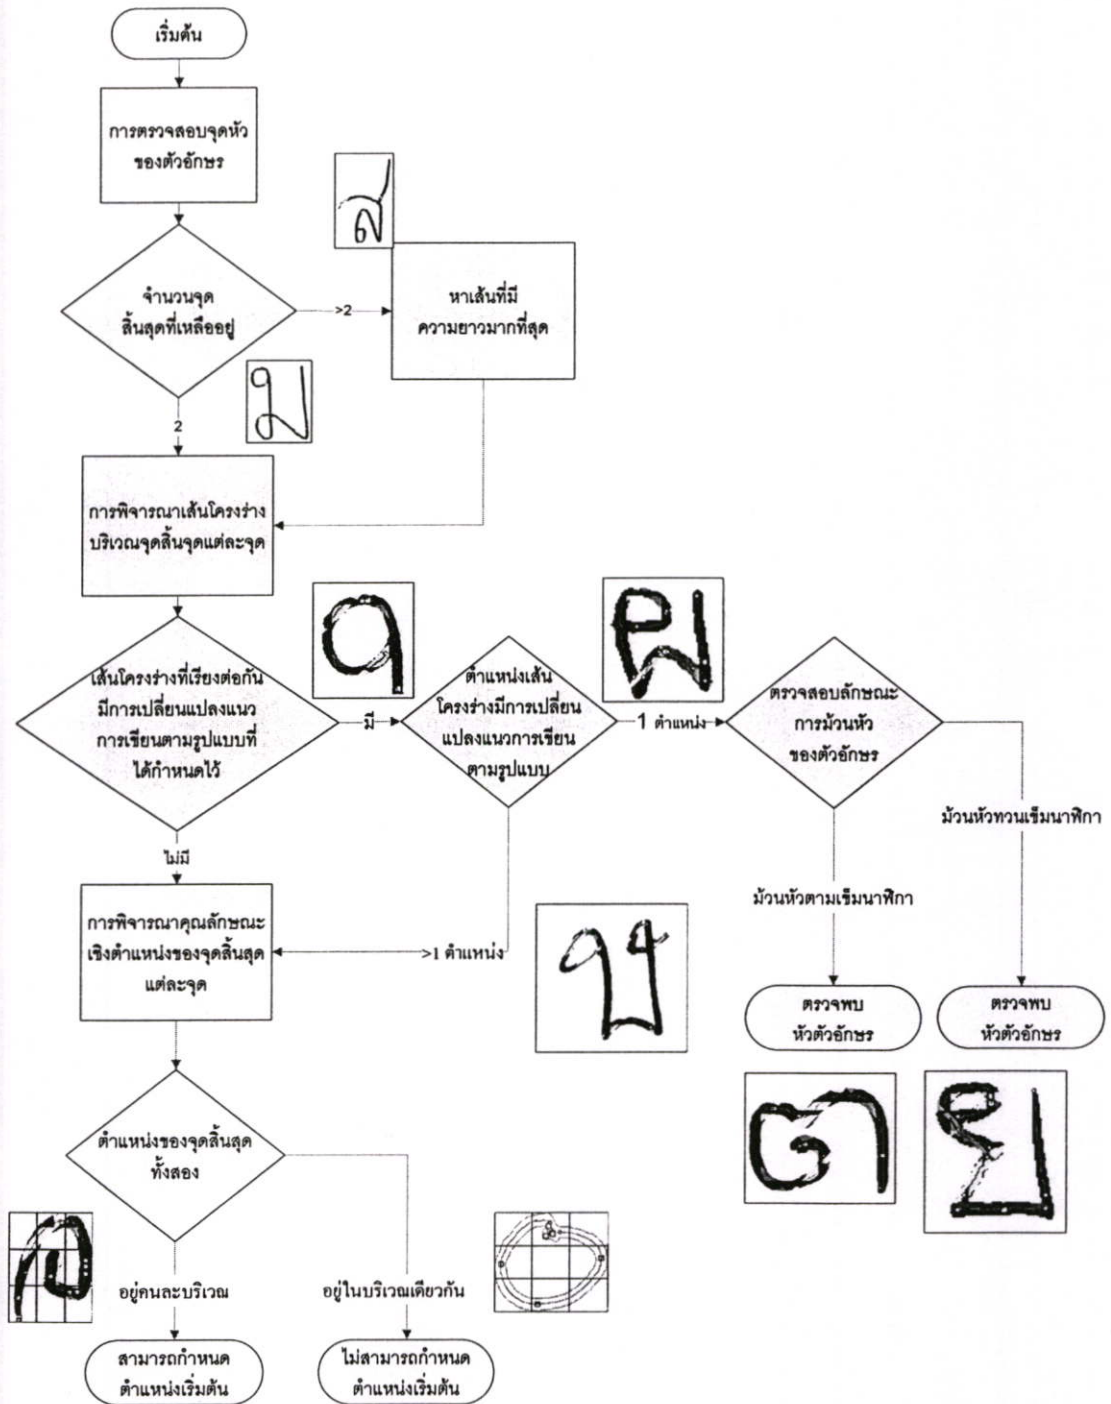 เริ่มต้น
การตรวจสอบจุดหัว
ของตัวอักษร
จำนวนจุด
สิ้นสุดที่เหลืออยู่
>2
หาเส้นที่มี
ความยาวมากที่สุด
2
การพิจารณาเส้นโครงร่าง
บริเวณจุดสิ้นจุดแต่ละจุด
เส้นโครงร่างที่เรียงต่อกัน
มีการเปลี่ยนแปลงแนว
การเขียนตามรูปแบบที่
ได้กำหนดไว้
มี
ตำแหน่งเส้น
โครงร่างมีการเปลี่ยน
แปลงแนวการเขียน
ตามรูปแบบ
1 ตำแหน่ง
ตรวจสอบลักษณะ
การม้วนหัว
ของตัวอักษร
ม้วนหัวทวนเข็มนาฬิกา
ม้วนหัวตามเข็มนาฬิกา
ไม่มี
การพิจารณาคุณลักษณะ
เชิงตำแหน่งของจุดสิ้นสุด
แต่ละจุด
>1 ตำแหน่ง
ตรวจพบ
หัวตัวอักษร
ตรวจพบ
หัวตัวอักษร
ตำแหน่งของจุดสิ้นสุด
ทั้งสอง
อยู่คนละบริเวณ
อยู่ในบริเวณเดียวกัน
สามารถกำหนด
ตำแหน่งเริ่มต้น
ไม่สามารถกำหนด
ตำแหน่งเริ่มต้น